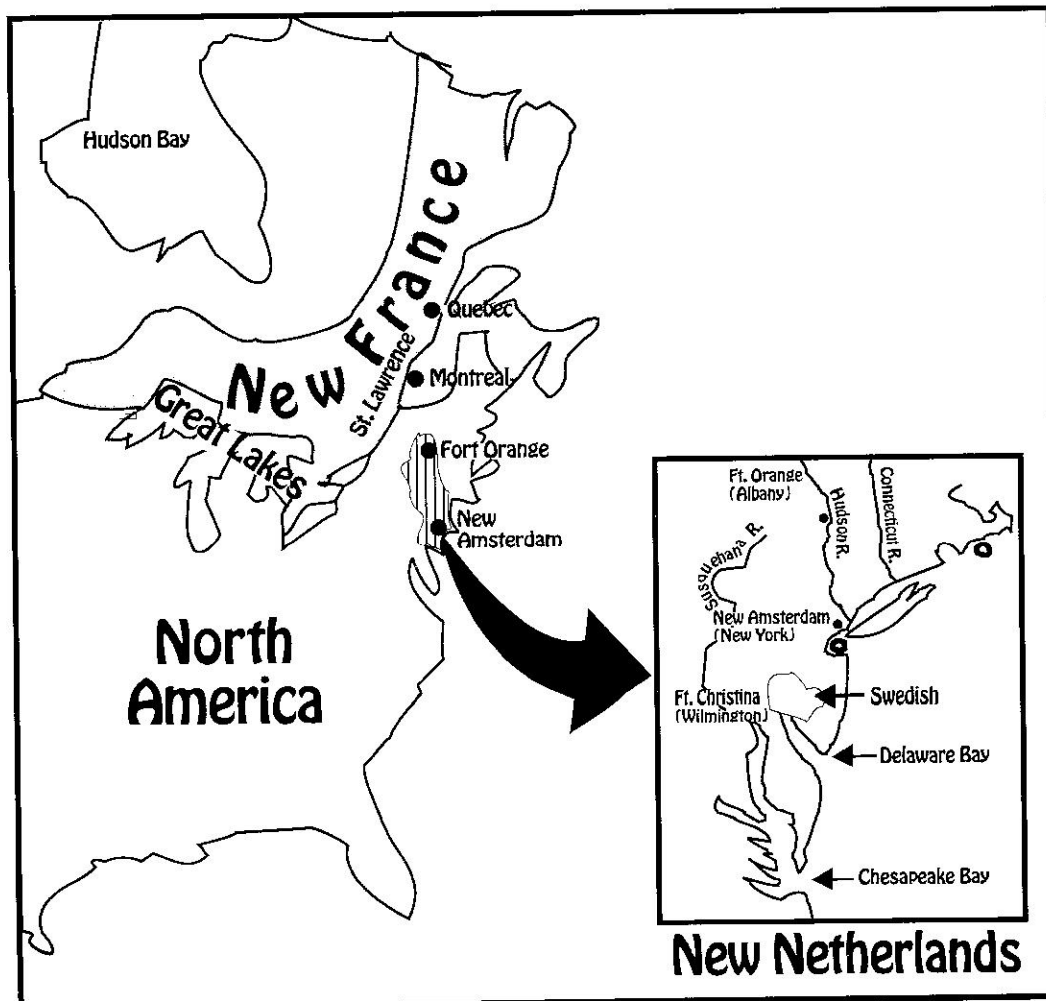 Hudson Bay
New France
Quebec
St. Lawrence
Montreal
Great Lakes
Fort Orange
New
Amsterdam
North
America
Ft. Orange
(Albany)
Hudson R.
Connecticut R.
Susquehana R.
New Amsterdam
(New York)
Ft. Christina
(Wilmington)
Swedish
Delaware Bay
Chesapeake Bay
New Netherlands